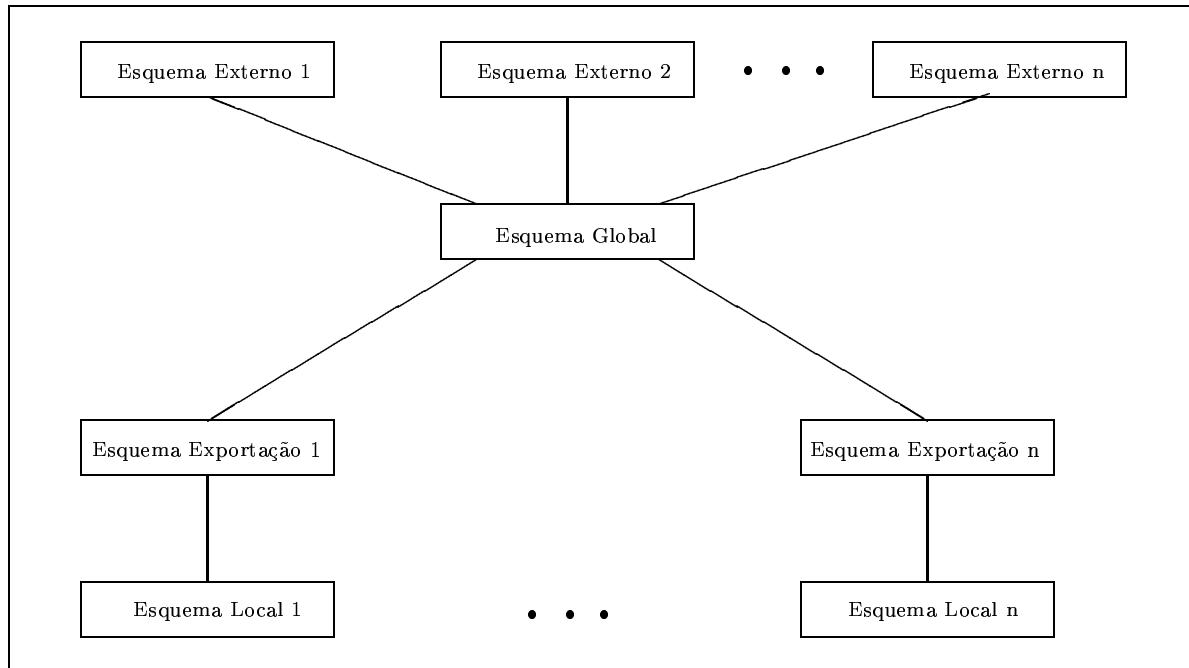 Esquema Externo 1
Esquema Externo 2
Esquema Externo n
Esquema Global
Esquema Exportação 1
Esquema Exportação n
Esquema Local 1
Esquema Local n